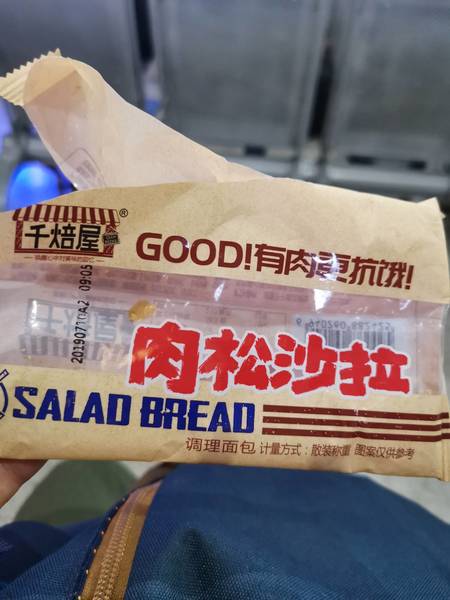 千焙屋®
GOOD!有肉更抗饿!
20190710A2 09:05
肉松沙拉
SALAD BREAD
调理面包 计量方式:散装称重 图案仅供参考